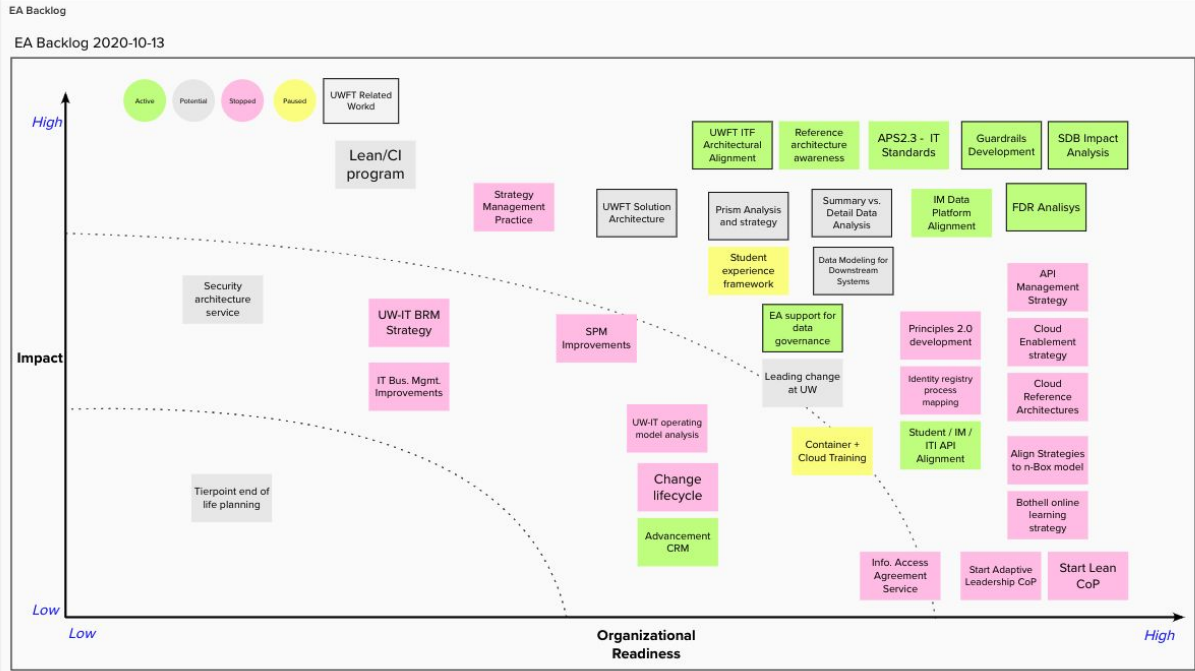 EA Backlog
EA Backlog 2020-10-13
Active
Potential
Stopped
Paused
UWFT Related
Workd
High
Lean/CI
program
UWFT ITF
Architectural
Alignment
Reference
architecture
awareness
APS2.3 - IT
Standards
Guardrails
Development
SDB Impact
Analysis
Strategy
Management
Practice
UWFT Solution
Architecture
Prism Analysis
and strategy
Summary vs.
Detail Data
Analysis
IM Data
Platform
Alignment
FDR Analisys
Student
experience
framework
Data Modeling for
Downstream
Systems
API
Management
Strategy
Security
architecture
service
UW-IT BRM
Strategy
SPM
Improvements
EA support for
data
governance
Principles 2.0
development
Cloud
Enablement
strategy
Impact
IT Bus. Mgmt.
Improvements
Leading change
at UW
Identity registry
process
mapping
Cloud
Reference
Architectures
UW-IT operating
model analysis
Container +
Cloud Training
Student / IM /
ITI API
Alignment
Align Strategies
to n-Box model
Tierpoint end of
life planning
Change
lifecycle
Bothell online
learning
strategy
Advancement
CRM
Info. Access
Agreement
Service
Start Adaptive
Leadership CoP
Start Lean
CoP
Low
Low
Organizational
Readiness
High